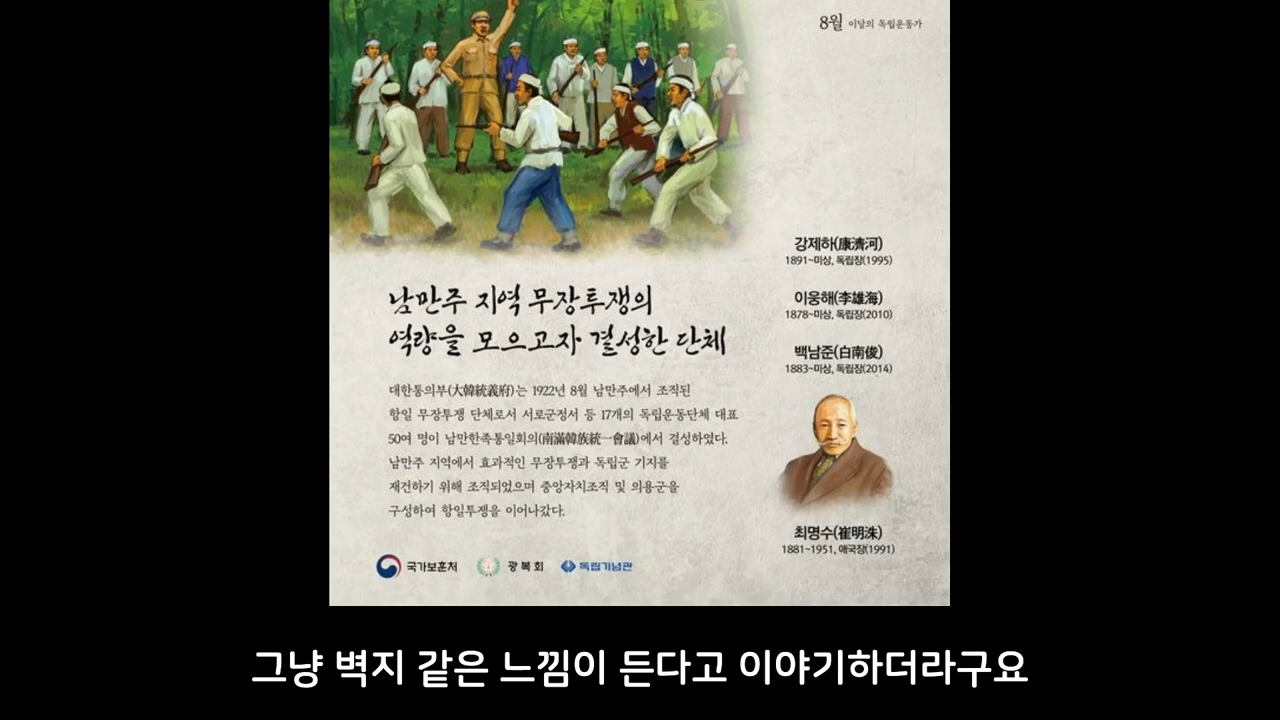 8월 이달의 독립운동가
강제하(康濟河)
1891~미상, 독립장(1995)
이웅해(李雄海)
1878~미상, 독립장(2010)
백남준(白南俊)
1883~미상, 독립장(2014)
최명수(崔明洙)
1881~1951, 애국장(1991)
남만주 지역 무장투쟁의
역량을 모으고자 결성한 단체
대한통의부(大韓統義府)는 1922년 8월 남만주에서 조직된
항일 무장투쟁 단체로서 서로군정서 등 17개의 독립운동단체 대표
50여 명이 남만한족통일회의(南滿韓族統一會議)에서 결성하였다.
남만주 지역에서 효과적인 무장투쟁과 독립군 기지를
재건하기 위해 조직되었으며 중앙자치조직 및 의용군을
구성하여 항일투쟁을 이어나갔다.
국가보훈처 광복회 독립기념관
그냥 벽지 같은 느낌이 든다고 이야기하더라구요